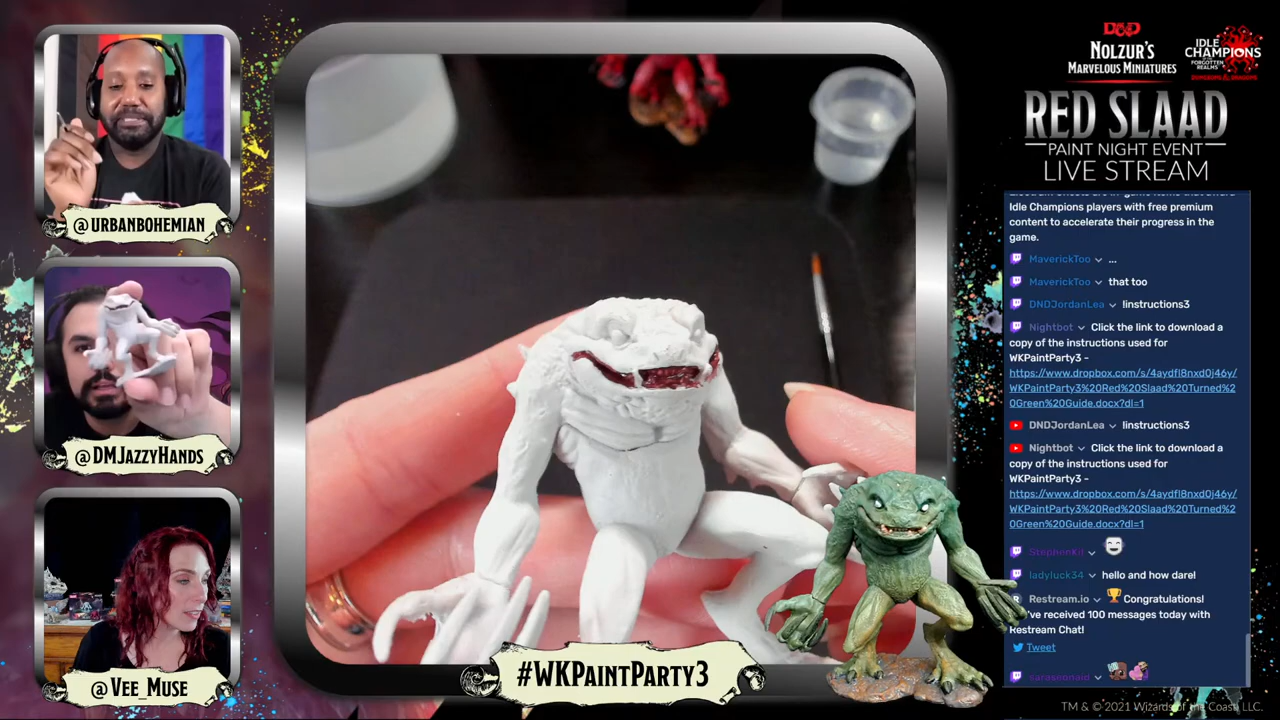 @URBANBOHEMIAN
@DMJAZZYHANDS
@VEE_MUSE
#WKPAINTPARTY3
D&D
NOLZUR'S
MARVELOUS MINIATURES
IDLE
CHAMPIONS
OF THE
FORGOTTEN REALMS
DUNGEONS & DRAGONS
RED SLAAD
PAINT NIGHT EVENT
LIVE STREAM
Idle Champions players with free premium
content to accelerate their progress in the
game.
MaverickToo ...
MaverickToo that too
DNDJordanLea !instructions3
Nightbot Click the link to download a
copy of the instructions used for
WKPaintParty3 -
https://www.dropbox.com/s/4aydfl8nxd0j46y/
WKPaintParty3%20Red%20Slaad%20Turned%2
0Green%20Guide.docx?dl=1
DNDJordanLea !instructions3
Nightbot Click the link to download a
copy of the instructions used for
WKPaintParty3 -
https://www.dropbox.com/s/4aydfl8nxd0j46y/
WKPaintParty3%20Red%20Slaad%20Turned%2
0Green%20Guide.docx?dl=1
StephenKit
ladyluck34 hello and how dare!
Restream.io Congratulations!
've received 100 messages today with
Restream Chat!
Tweet
TM & © 2021 Wizards of the Coast LLC.